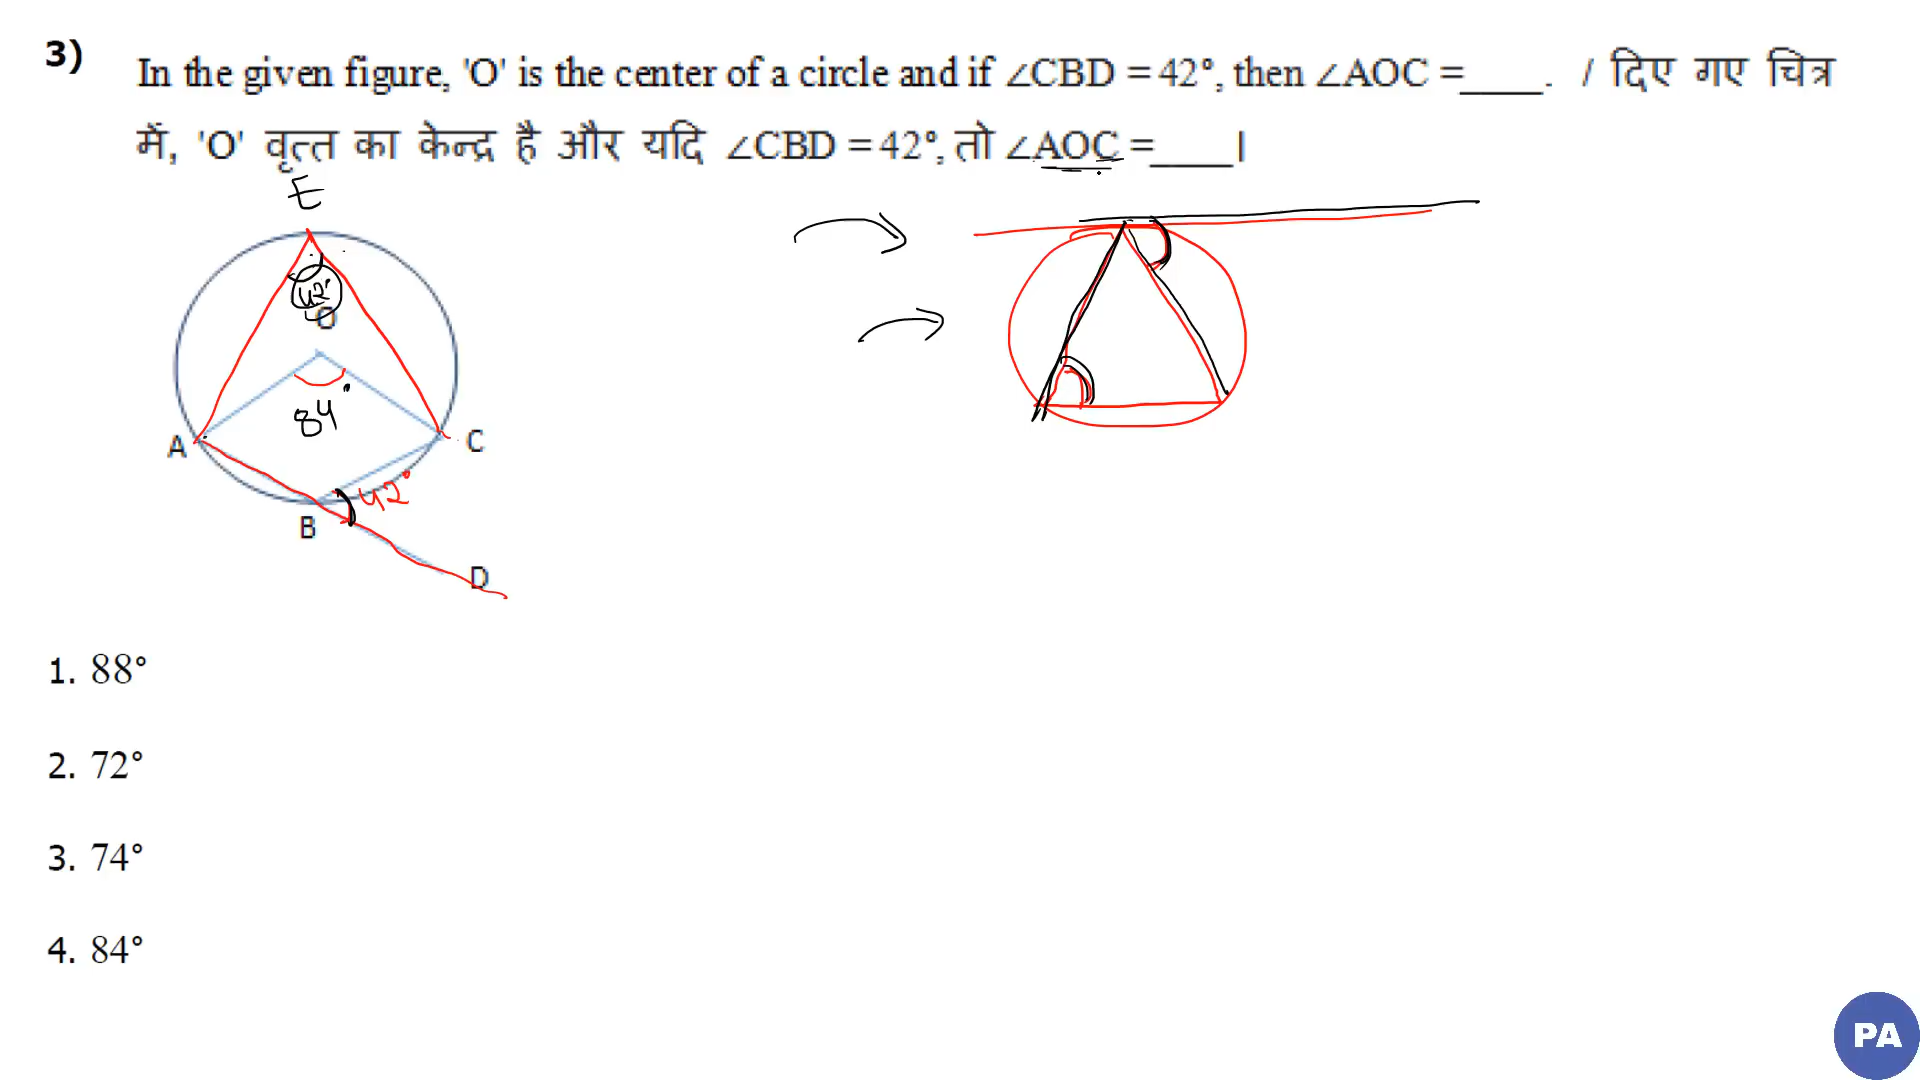 3) In the given figure, 'O' is the center of a circle and if ∠CBD = 42°, then ∠AOC =____. / दिए गए चित्र
में, 'O' वृत्त का केन्द्र है और यदि ∠CBD = 42°, तो ∠AOC =____|
E
42°
O
84°
A
C
42°
B
D
1. 88°
2. 72°
3. 74°
4. 84°
PA